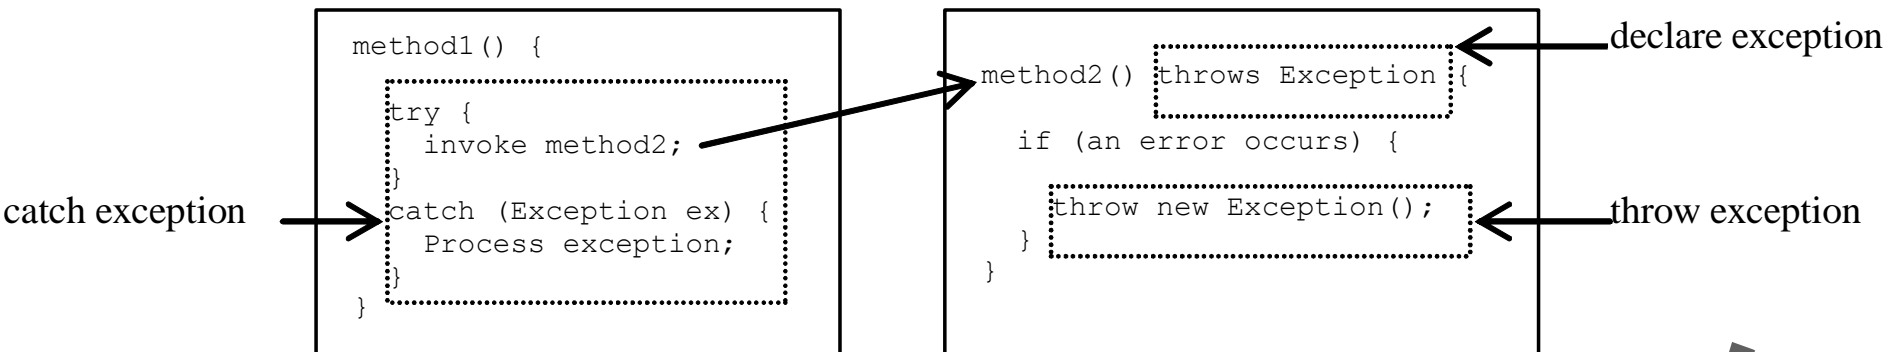 method1() {
try {
invoke method2;
}
catch (Exception ex) {
Process exception;
}
}
catch exception
method2() throws Exception {
if (an error occurs) {
throw new Exception();
}
}
declare exception
throw exception